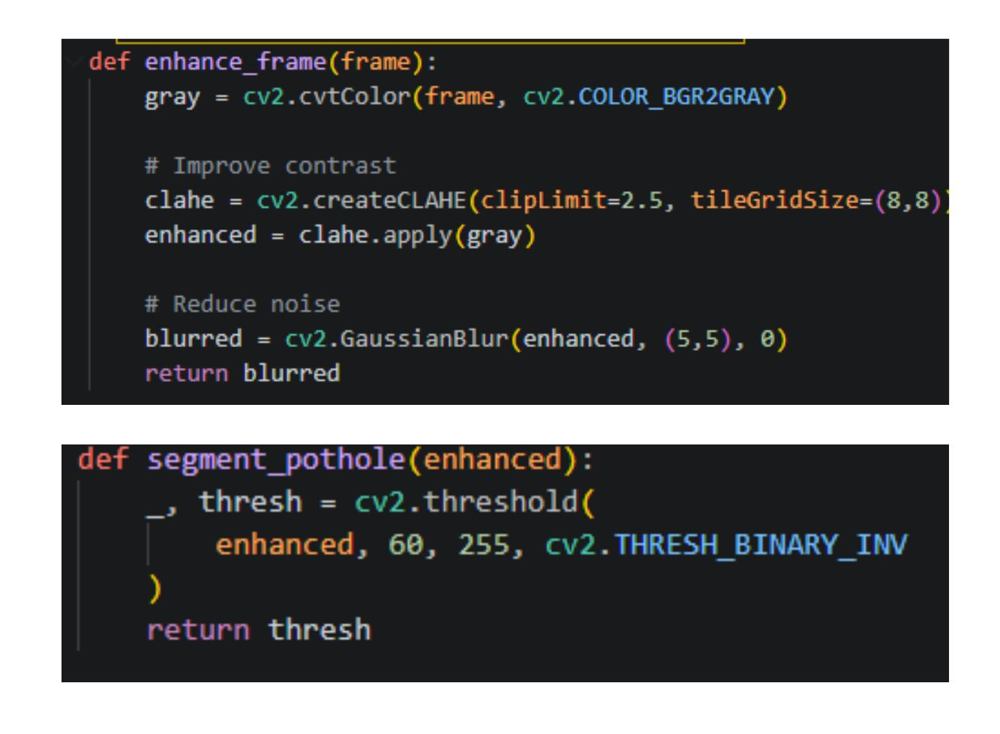 def enhance_frame(frame):
gray = cv2.cvtColor(frame, cv2.COLOR_BGR2GRAY)
# Improve contrast
clahe = cv2.createCLAHE(clipLimit=2.5, tileGridSize=(8,8))
enhanced = clahe.apply(gray)
# Reduce noise
blurred = cv2.GaussianBlur(enhanced, (5,5), 0)
return blurred
def segment_pothole(enhanced):
_, thresh = cv2.threshold(
enhanced, 60, 255, cv2.THRESH_BINARY_INV
)
return thresh